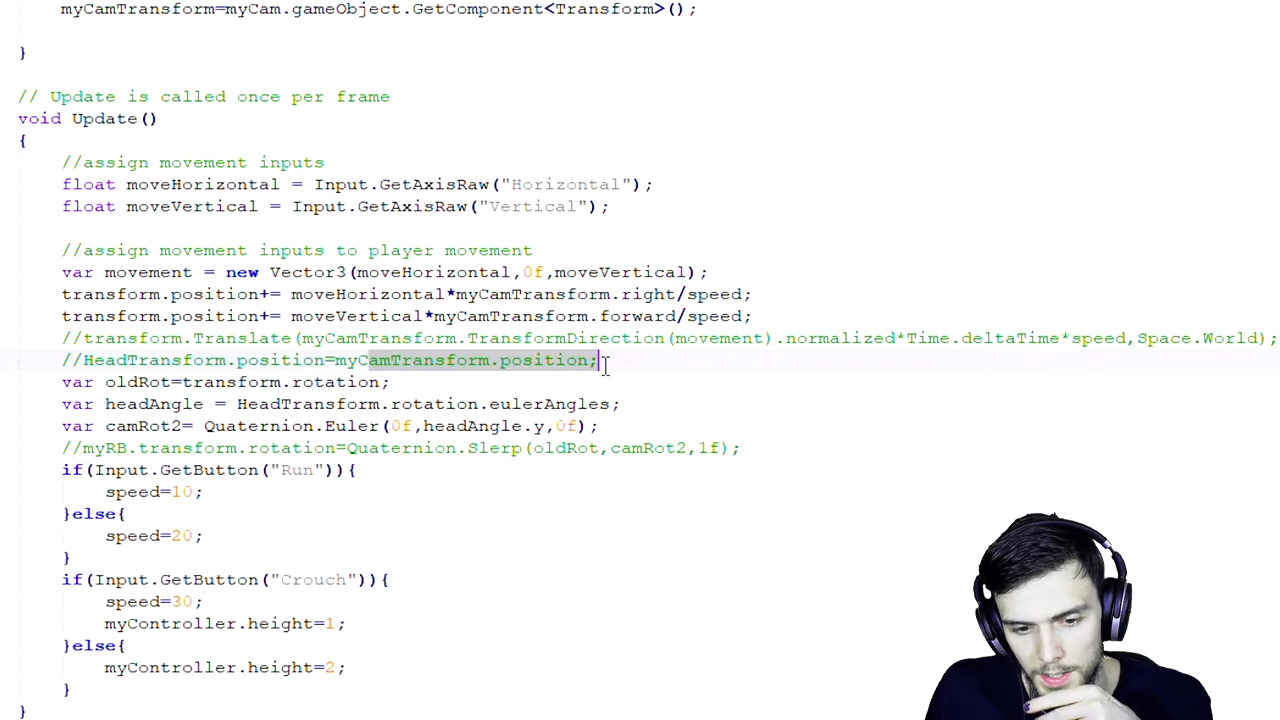 myCamTransform=myCam.gameObject.GetComponent<Transform>();
}
// Update is called once per frame
void Update()
{
//assign movement inputs
float moveHorizontal = Input.GetAxisRaw("Horizontal");
float moveVertical = Input.GetAxisRaw("Vertical");
//assign movement inputs to player movement
var movement = new Vector3(moveHorizontal,0f,moveVertical);
transform.position+= moveHorizontal*myCamTransform.right/speed;
transform.position+= moveVertical*myCamTransform.forward/speed;
//transform.Translate(myCamTransform.TransformDirection(movement).normalized*Time.deltaTime*speed,Space.World);
//HeadTransform.position=myCamTransform.position;
var oldRot=transform.rotation;
var headAngle = HeadTransform.rotation.eulerAngles;
var camRot2= Quaternion.Euler(0f,headAngle.y,0f);
//myRB.transform.rotation=Quaternion.Slerp(oldRot,camRot2,1f);
if(Input.GetButton("Run")){
speed=10;
}else{
speed=20;
}
if(Input.GetButton("Crouch")){
speed=30;
myController.height=1;
}else{
myController.height=2;
}
}